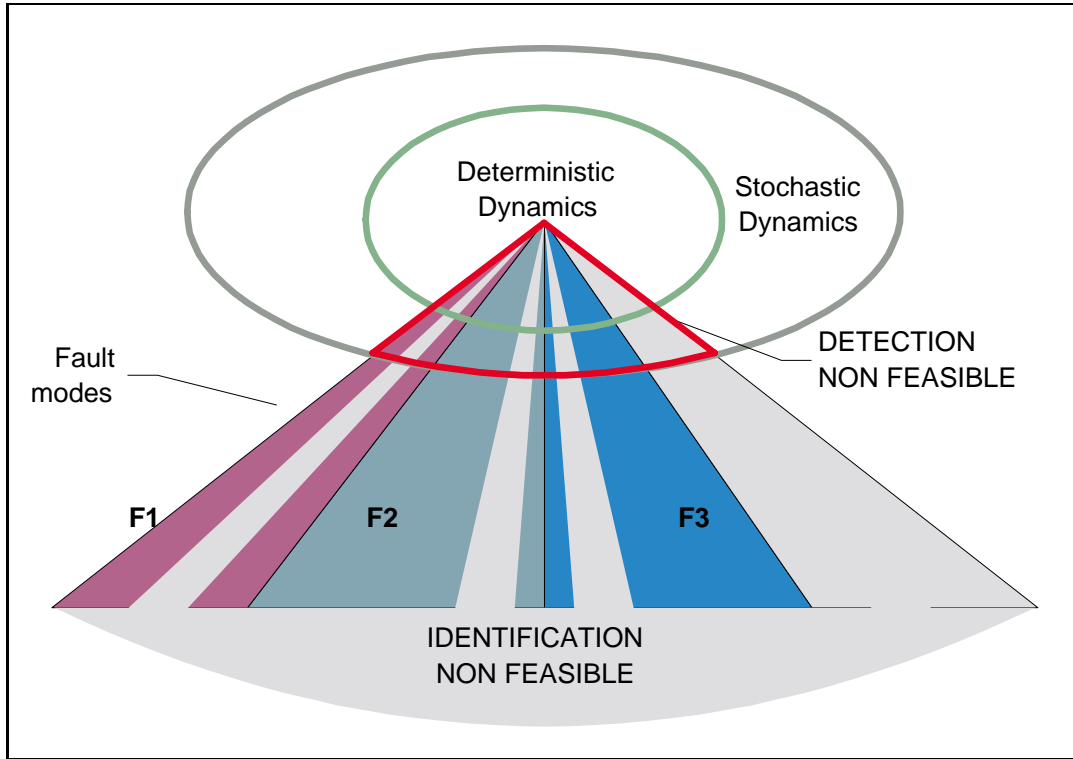 Deterministic
Dynamics
Stochastic
Dynamics
DETECTION
NON FEASIBLE
Fault
modes
F1
F2
F3
IDENTIFICATION
NON FEASIBLE